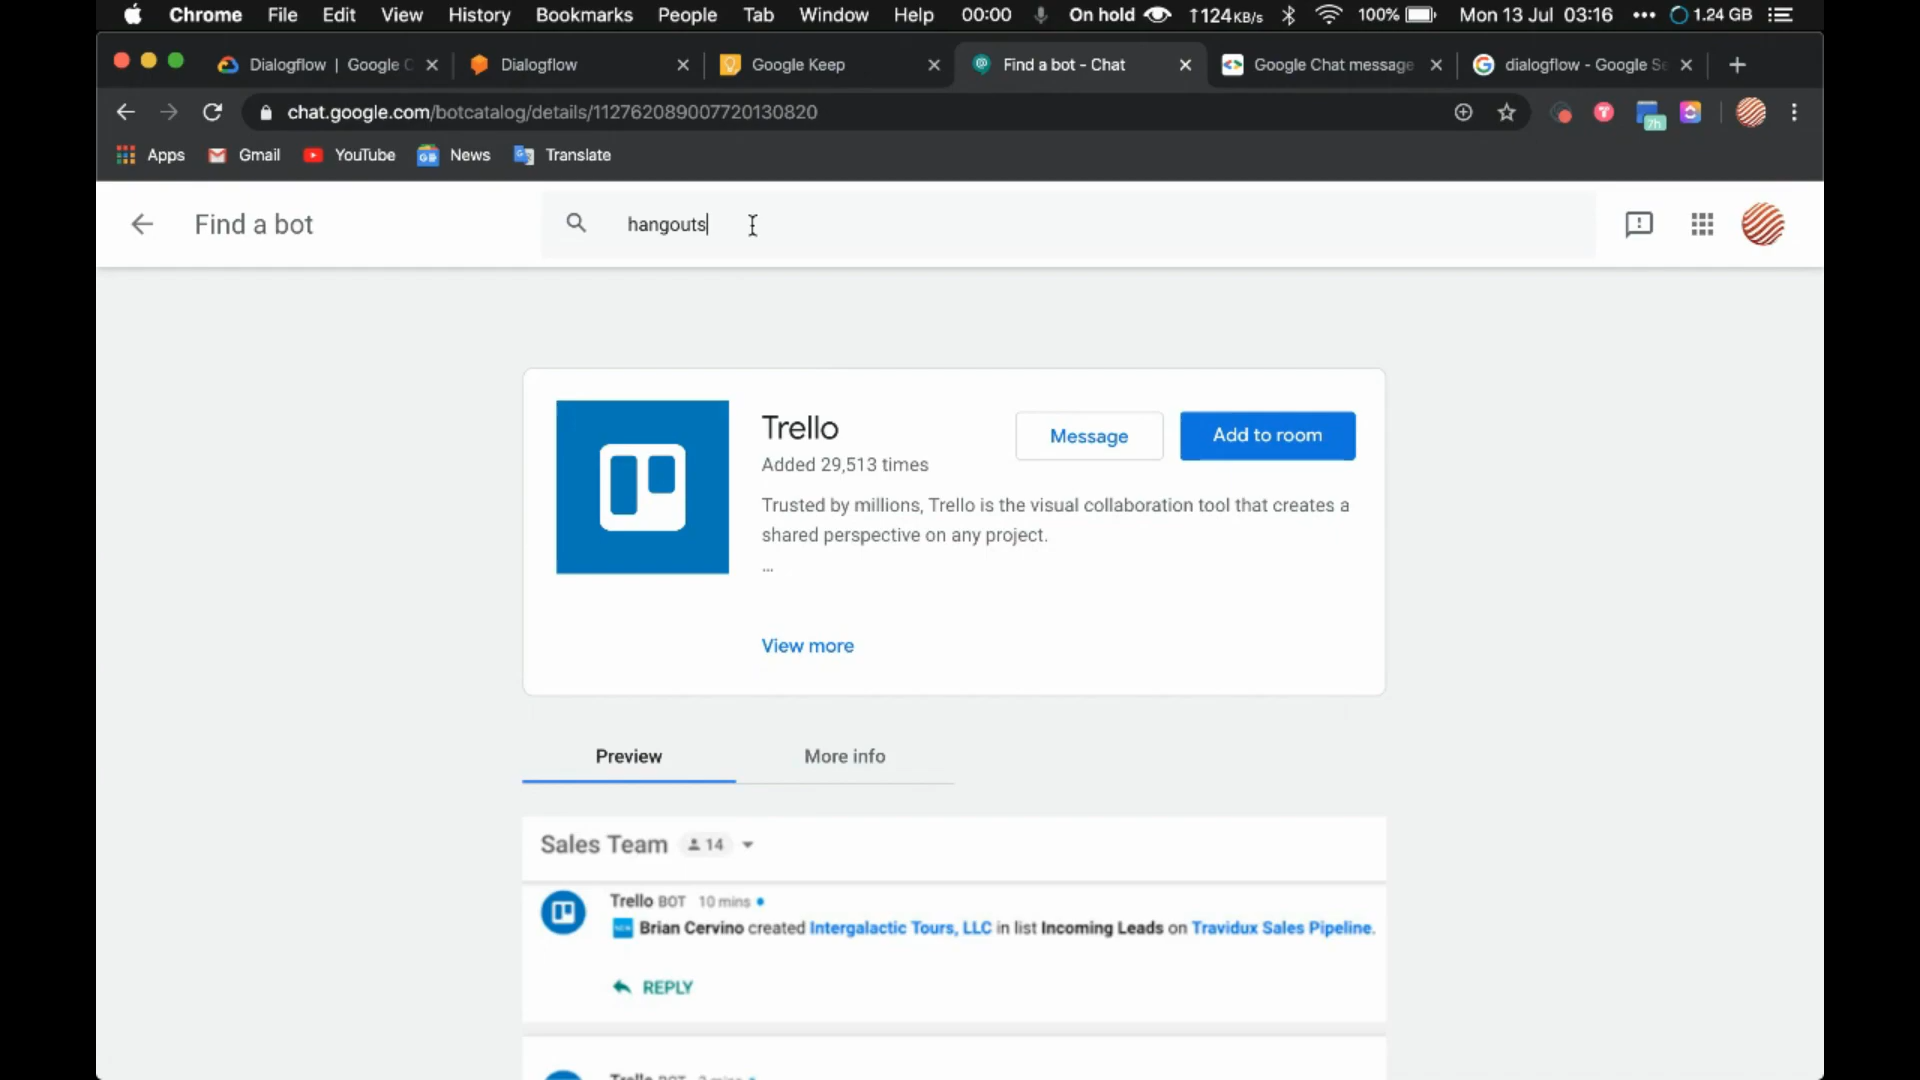 Chrome File Edit View History Bookmarks People Tab Window Help 00:00 On hold ↑124KB/s 100% Mon 13 Jul 03:16 ••• 1.24 GB
Dialogflow | Google C Dialogflow Google Keep Find a bot - Chat Google Chat message dialogflow - Google Se
chat.google.com/botcatalog/details/112762089007720130820
7h
Apps Gmail YouTube News Translate
Find a bot hangouts
Trello Message Add to room
Added 29,513 times
Trusted by millions, Trello is the visual collaboration tool that creates a
shared perspective on any project.
...
View more
Preview More info
Sales Team 14
Trello BOT 10 mins
Brian Cervino created Intergalactic Tours, LLC in list Incoming Leads on Travidux Sales Pipeline.
REPLY
Trello BOT